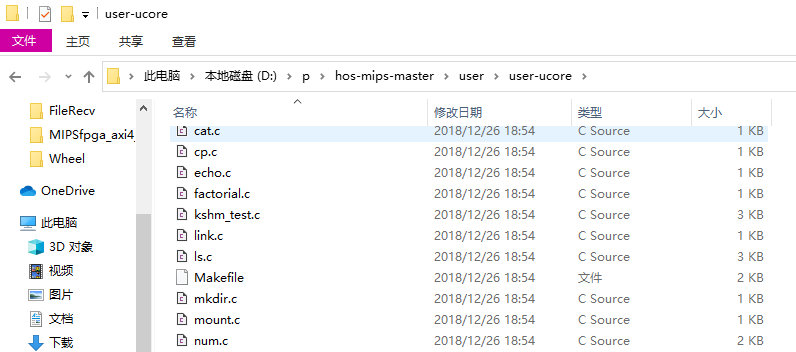 user-ucore
文件 主页 共享 查看
此电脑 本地磁盘 (D:) p hos-mips-master user user-ucore
FileRecv
MIPSfpga_axi4_
Wheel
OneDrive
此电脑
3D 对象
视频
图片
文档
下载
名称 修改日期 类型 大小
cat.c 2018/12/26 18:54 C Source 1 KB
cp.c 2018/12/26 18:54 C Source 1 KB
echo.c 2018/12/26 18:54 C Source 1 KB
factorial.c 2018/12/26 18:54 C Source 1 KB
kshm_test.c 2018/12/26 18:54 C Source 3 KB
link.c 2018/12/26 18:54 C Source 1 KB
ls.c 2018/12/26 18:54 C Source 3 KB
Makefile 2018/12/26 18:54 文件 2 KB
mkdir.c 2018/12/26 18:54 C Source 1 KB
mount.c 2018/12/26 18:54 C Source 1 KB
num.c 2018/12/26 18:54 C Source 2 KB